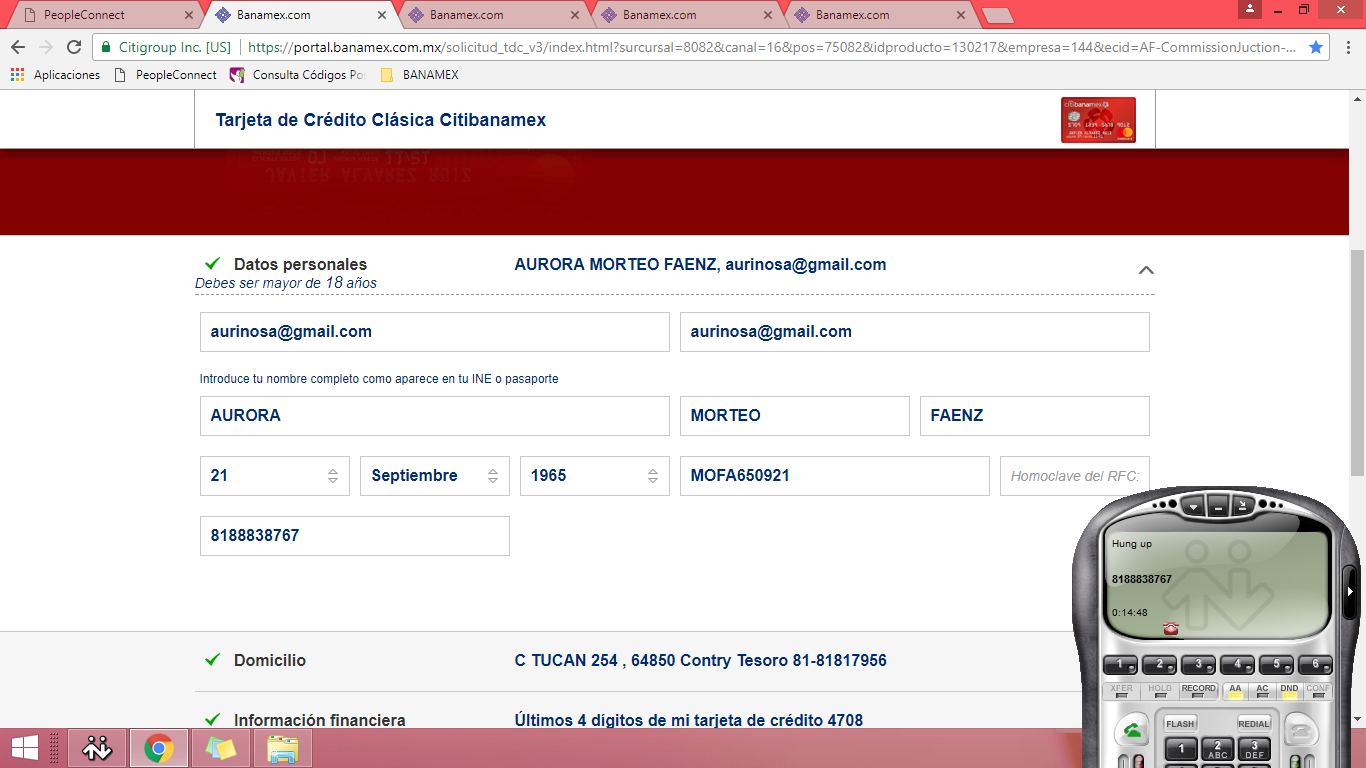 PeopleConnect
Banamex.com
Banamex.com
Banamex.com
Banamex.com
Citigroup Inc. [US]
https://portal.banamex.com.mx/solicitud_tdc_v3/index.html?sursursal=8082&canal=16&pos=75082&idproducto=130217&empresa=144&ecid=AF-CommissionJuction-...
Aplicaciones
PeopleConnect
Consulta Códigos Po
BANAMEX
Tarjeta de Crédito Clásica Citibanamex
citibanamex
JAVIER ALVAREZ RUIZ
Datos personales
AURORA MORTEO FAENZ, aurinosa@gmail.com
Debes ser mayor de 18 años
aurinosa@gmail.com
aurinosa@gmail.com
Introduce tu nombre completo como aparece en tu INE o pasaporte
AURORA
MORTEO
FAENZ
21
Septiembre
1965
MOFA650921
Homoclave del RFC:
8188838767
Hung up
8188838767
0:14:48
Domicilio
C TUCAN 254 , 64850 Contry Tesoro 81-81817956
1 2 3 4 5 6
XFER HOLD RECORD AA AC DND CONF
Información financiera
Últimos 4 dígitos de mi tarjeta de crédito 4708
FLASH
REDIAL
1
2 ABC
3 DEF